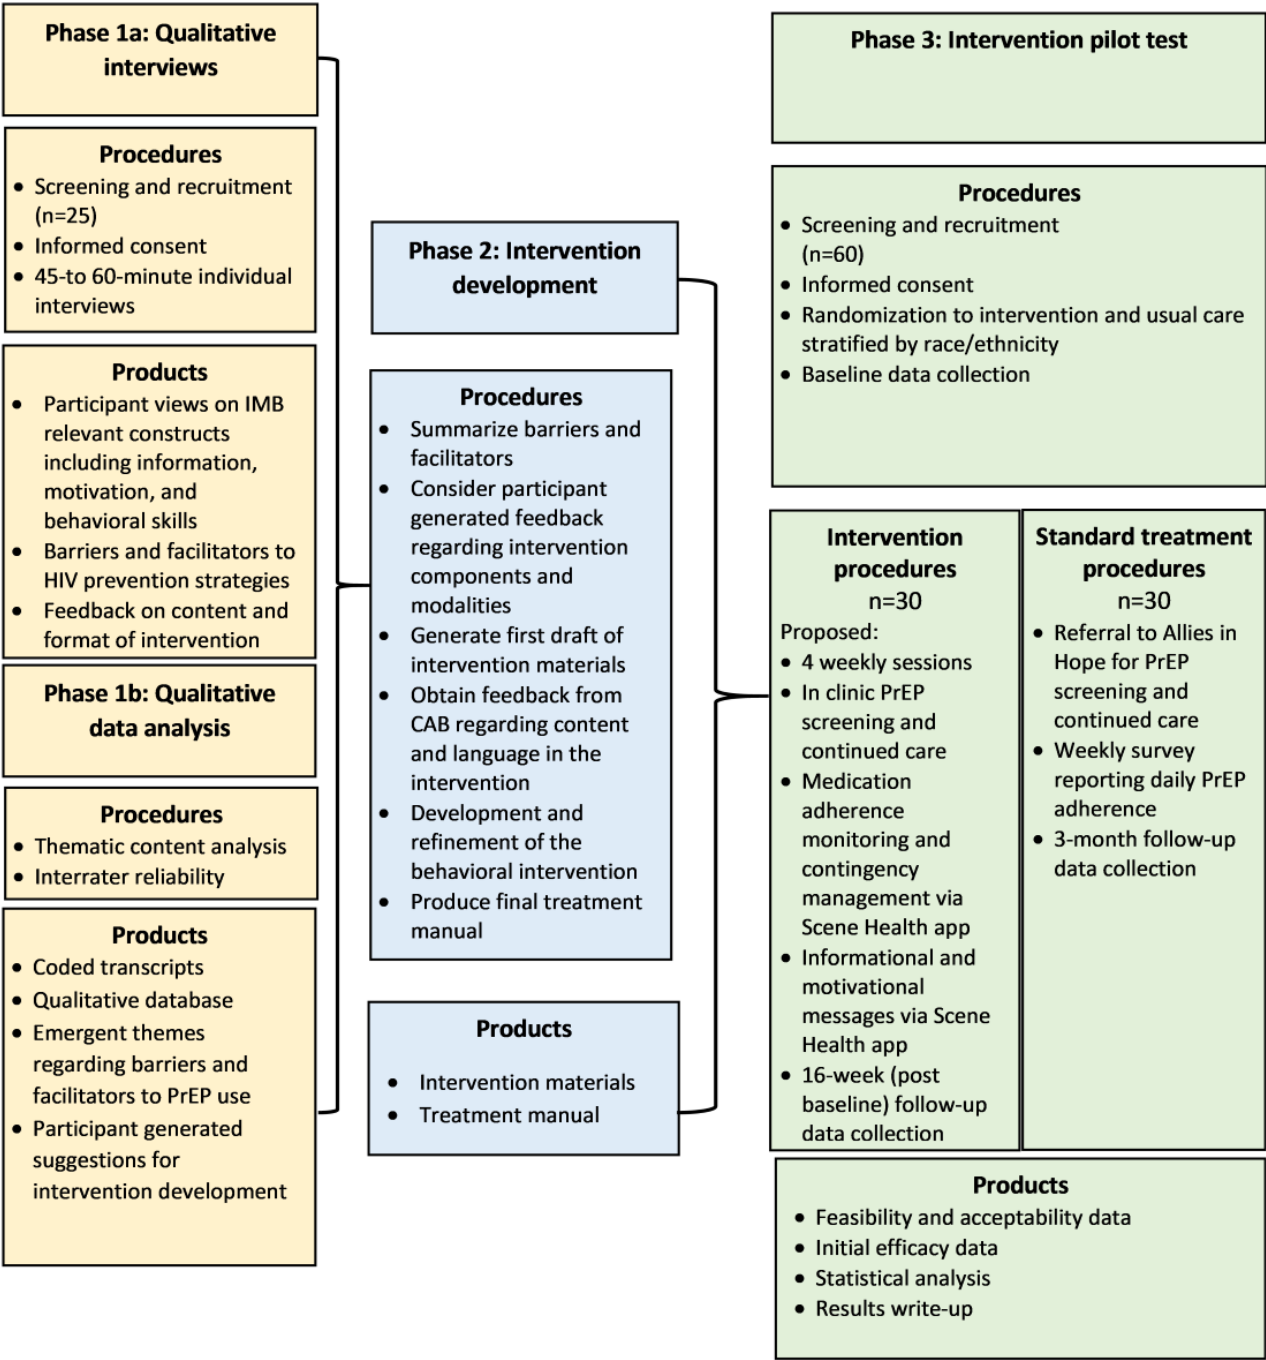 Phase 1a: Qualitative
interviews
Procedures
• Screening and recruitment
(n=25)
• Informed consent
• 45-to 60-minute individual
interviews
Products
• Participant views on IMB
relevant constructs
including information,
motivation, and
behavioral skills
• Barriers and facilitators to
HIV prevention strategies
• Feedback on content and
format of intervention
Phase 1b: Qualitative
data analysis
Procedures
• Thematic content analysis
• Interrater reliability
Products
• Coded transcripts
• Qualitative database
• Emergent themes
regarding barriers and
facilitators to PrEP use
• Participant generated
suggestions for
intervention development
Phase 2: Intervention
development
Procedures
• Summarize barriers and
facilitators
• Consider participant
generated feedback
regarding intervention
components and
modalities
• Generate first draft of
intervention materials
• Obtain feedback from
CAB regarding content
and language in the
intervention
• Development and
refinement of the
behavioral intervention
• Produce final treatment
manual
Products
• Intervention materials
• Treatment manual
Phase 3: Intervention pilot test
Procedures
• Screening and recruitment
(n=60)
• Informed consent
• Randomization to intervention and usual care
stratified by race/ethnicity
• Baseline data collection
Intervention
procedures
n=30
Proposed:
• 4 weekly sessions
• In clinic PrEP
screening and
continued care
• Medication
adherence
monitoring and
contingency
management via
Scene Health app
• Informational and
motivational
messages via Scene
Health app
• 16-week (post
baseline) follow-up
data collection
Standard treatment
procedures
n=30
• Referral to Allies in
Hope for PrEP
screening and
continued care
• Weekly survey
reporting daily PrEP
adherence
• 3-month follow-up
data collection
Products
• Feasibility and acceptability data
• Initial efficacy data
• Statistical analysis
• Results write-up